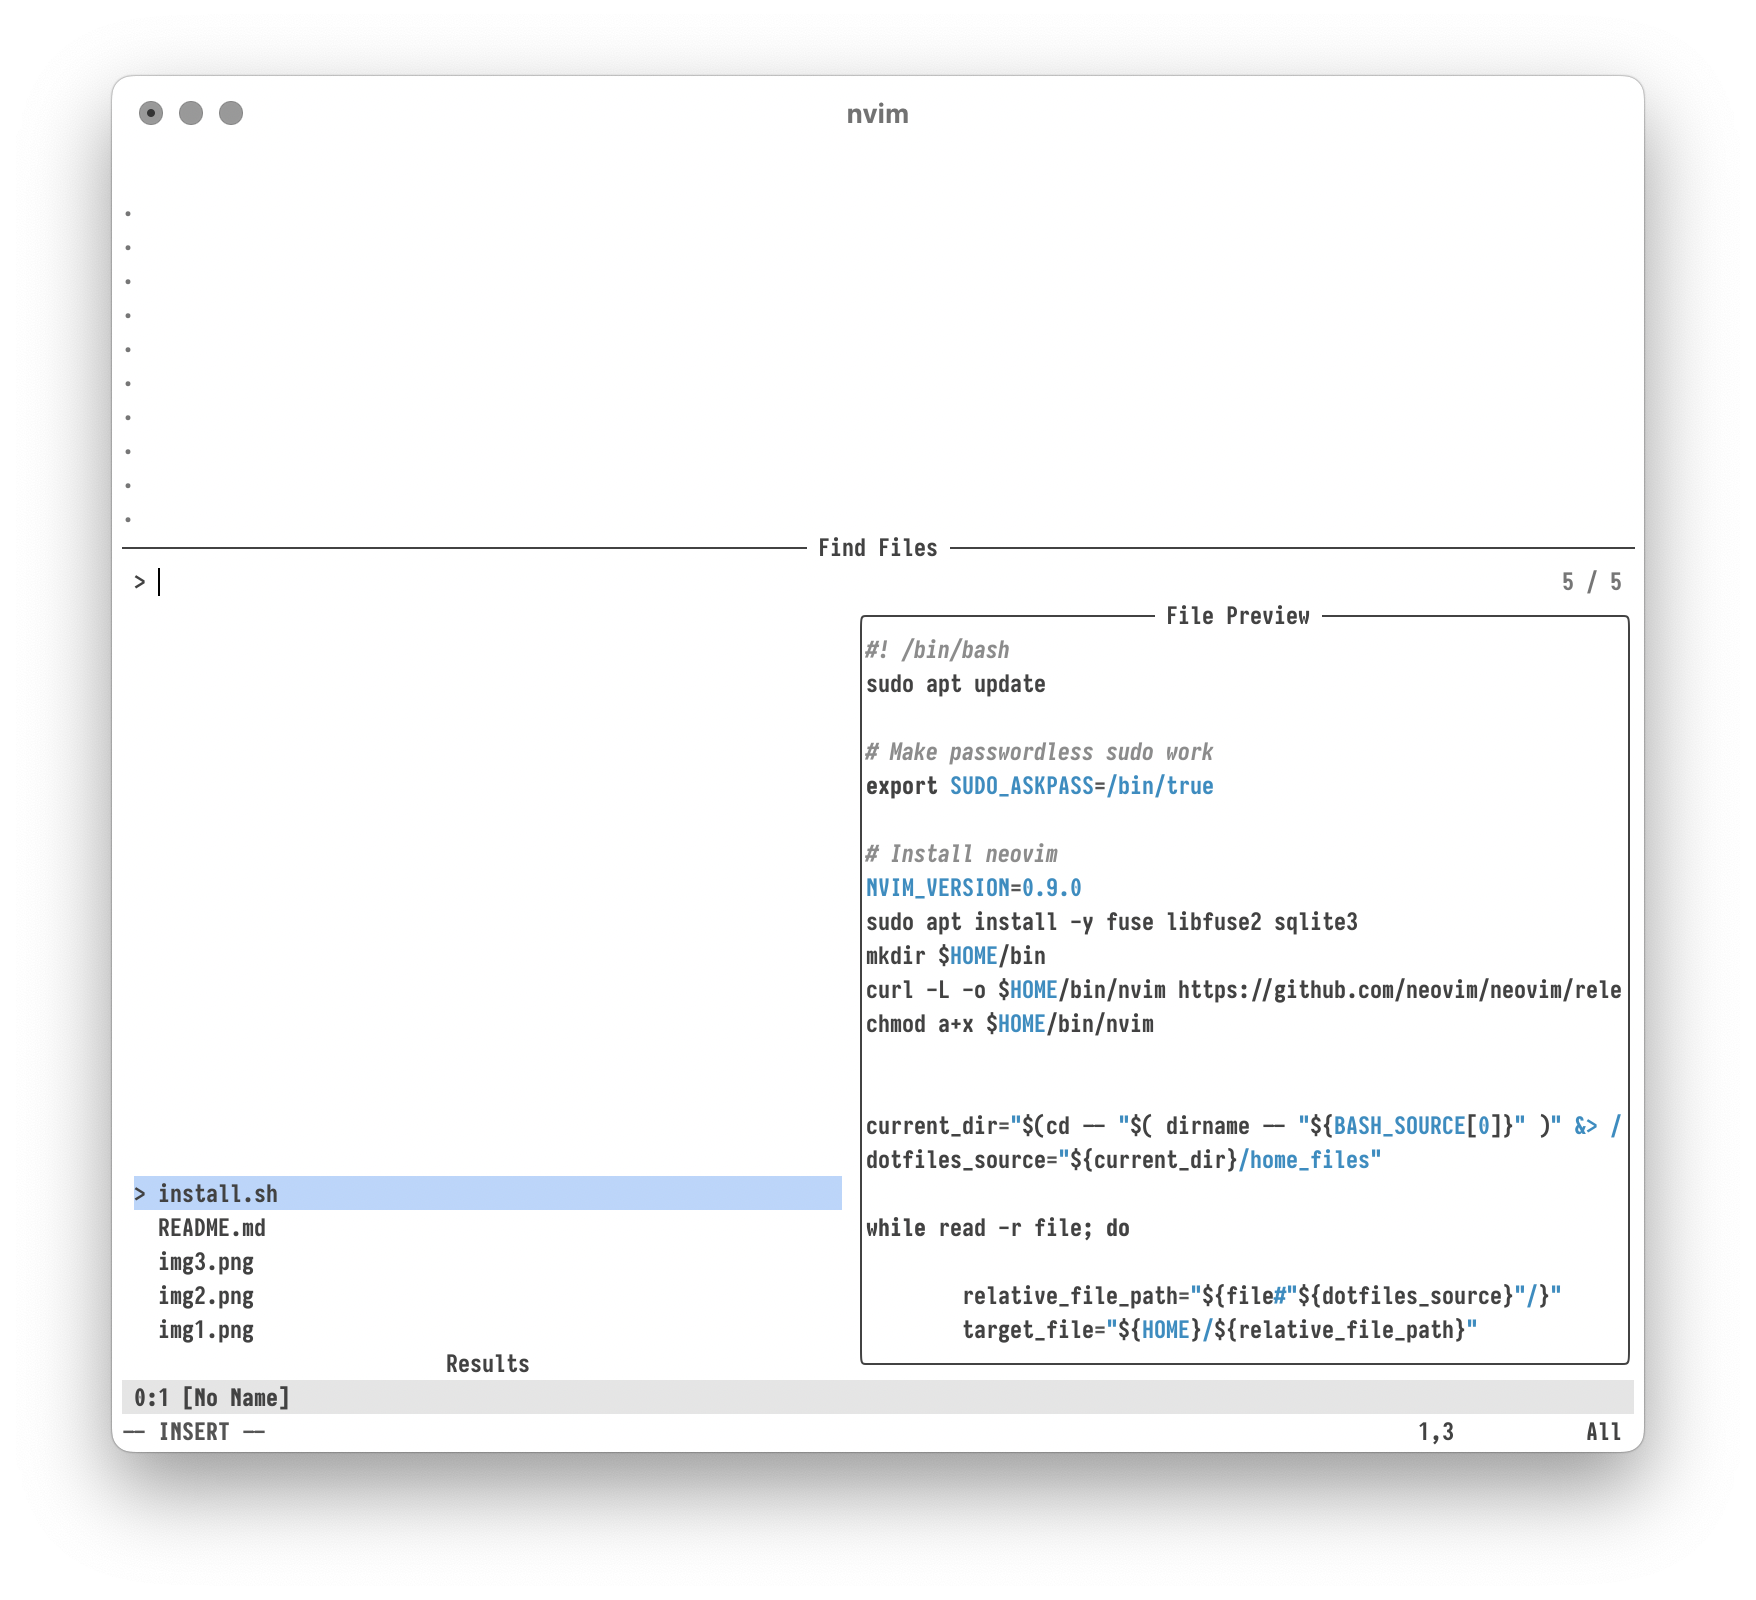 nvim
Find Files
> 5 / 5
File Preview
#! /bin/bash
sudo apt update
# Make passwordless sudo work
export SUDO_ASKPASS=/bin/true
# Install neovim
NVIM_VERSION=0.9.0
sudo apt install -y fuse libfuse2 sqlite3
mkdir $HOME/bin
curl -L -o $HOME/bin/nvim https://github.com/neovim/neovim/rele
chmod a+x $HOME/bin/nvim
current_dir="$(cd -- "$( dirname -- "${BASH_SOURCE[0]}" )" &> /
dotfiles_source="${current_dir}/home_files"
while read -r file; do
relative_file_path="${file#"${dotfiles_source}"/}"
target_file="${HOME}/${relative_file_path}"
> install.sh
README.md
img3.png
img2.png
img1.png
Results
0:1 [No Name]
-- INSERT -- 1,3 All